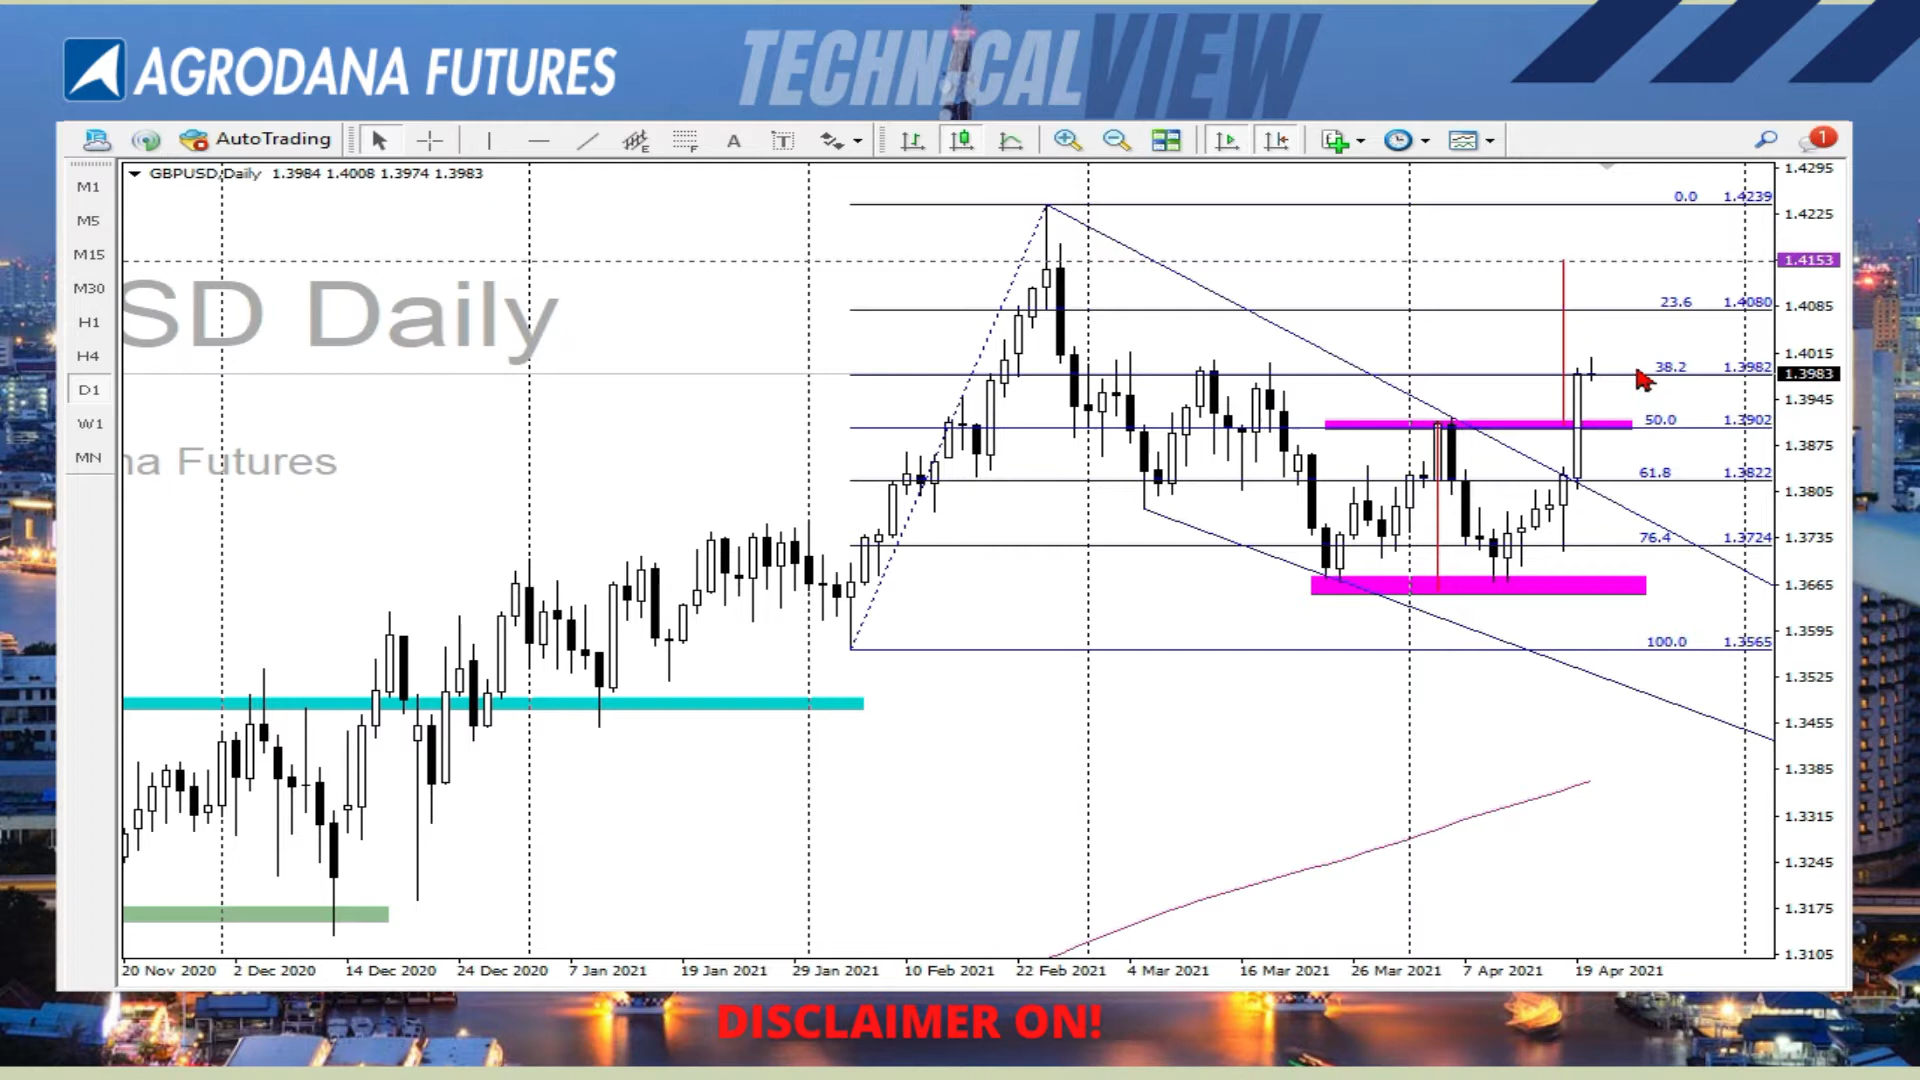 AGRODANA FUTURES
TECHNICAL VIEW
AutoTrading
E
F
A
T
1
M1
M5
M15
M30
H1
H4
D1
W1
MN
GBPUSD,Daily 1.3984 1.4008 1.3974 1.3983
SD Daily
na Futures
0.0 1.4239
23.6 1.4080
38.2 1.3982
50.0 1.3902
61.8 1.3822
76.4 1.3724
100.0 1.3565
1.4295
1.4225
1.4153
1.4085
1.4015
1.3983
1.3945
1.3875
1.3805
1.3735
1.3665
1.3595
1.3525
1.3455
1.3385
1.3315
1.3245
1.3175
1.3105
20 Nov 2020 2 Dec 2020 14 Dec 2020 24 Dec 2020 7 Jan 2021 19 Jan 2021 29 Jan 2021 10 Feb 2021 22 Feb 2021 4 Mar 2021 16 Mar 2021 26 Mar 2021 7 Apr 2021 19 Apr 2021
DISCLAIMER ON!